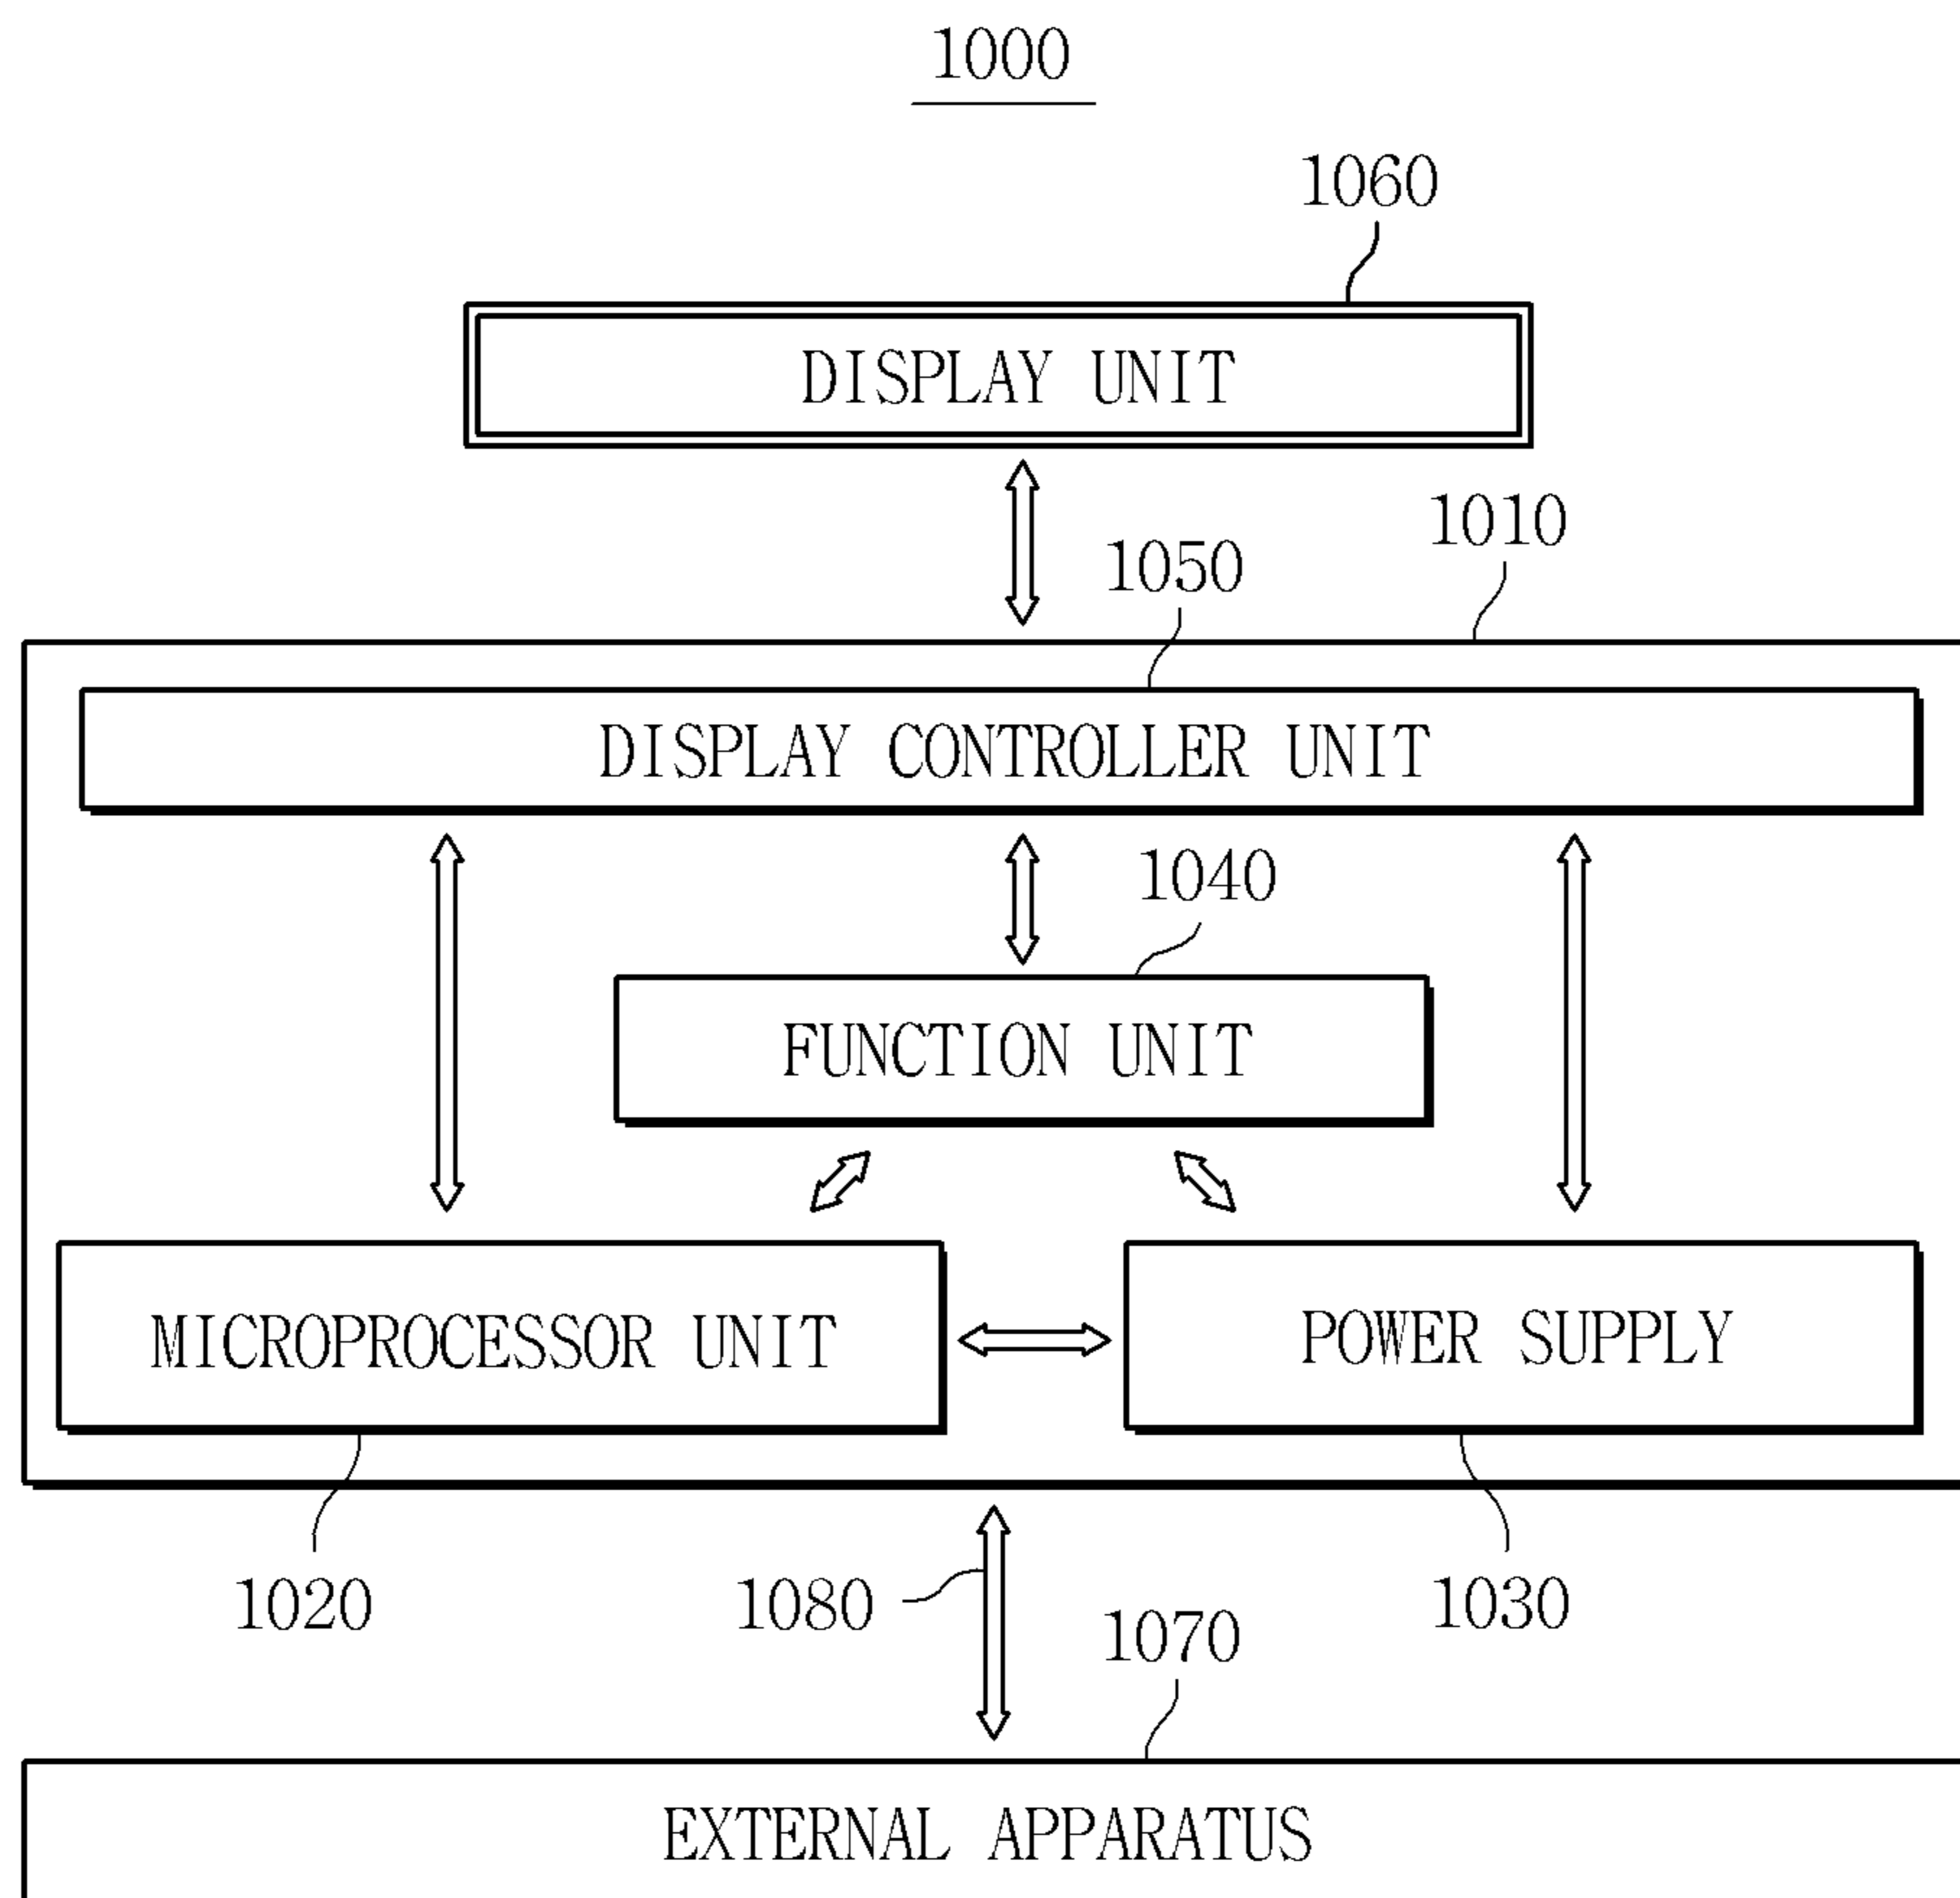 1000
1060
DISPLAY UNIT
1010
1050
DISPLAY CONTROLLER UNIT
1040
FUNCTION UNIT
MICROPROCESSOR UNIT
POWER SUPPLY
1020
1080
1030
1070
EXTERNAL APPARATUS